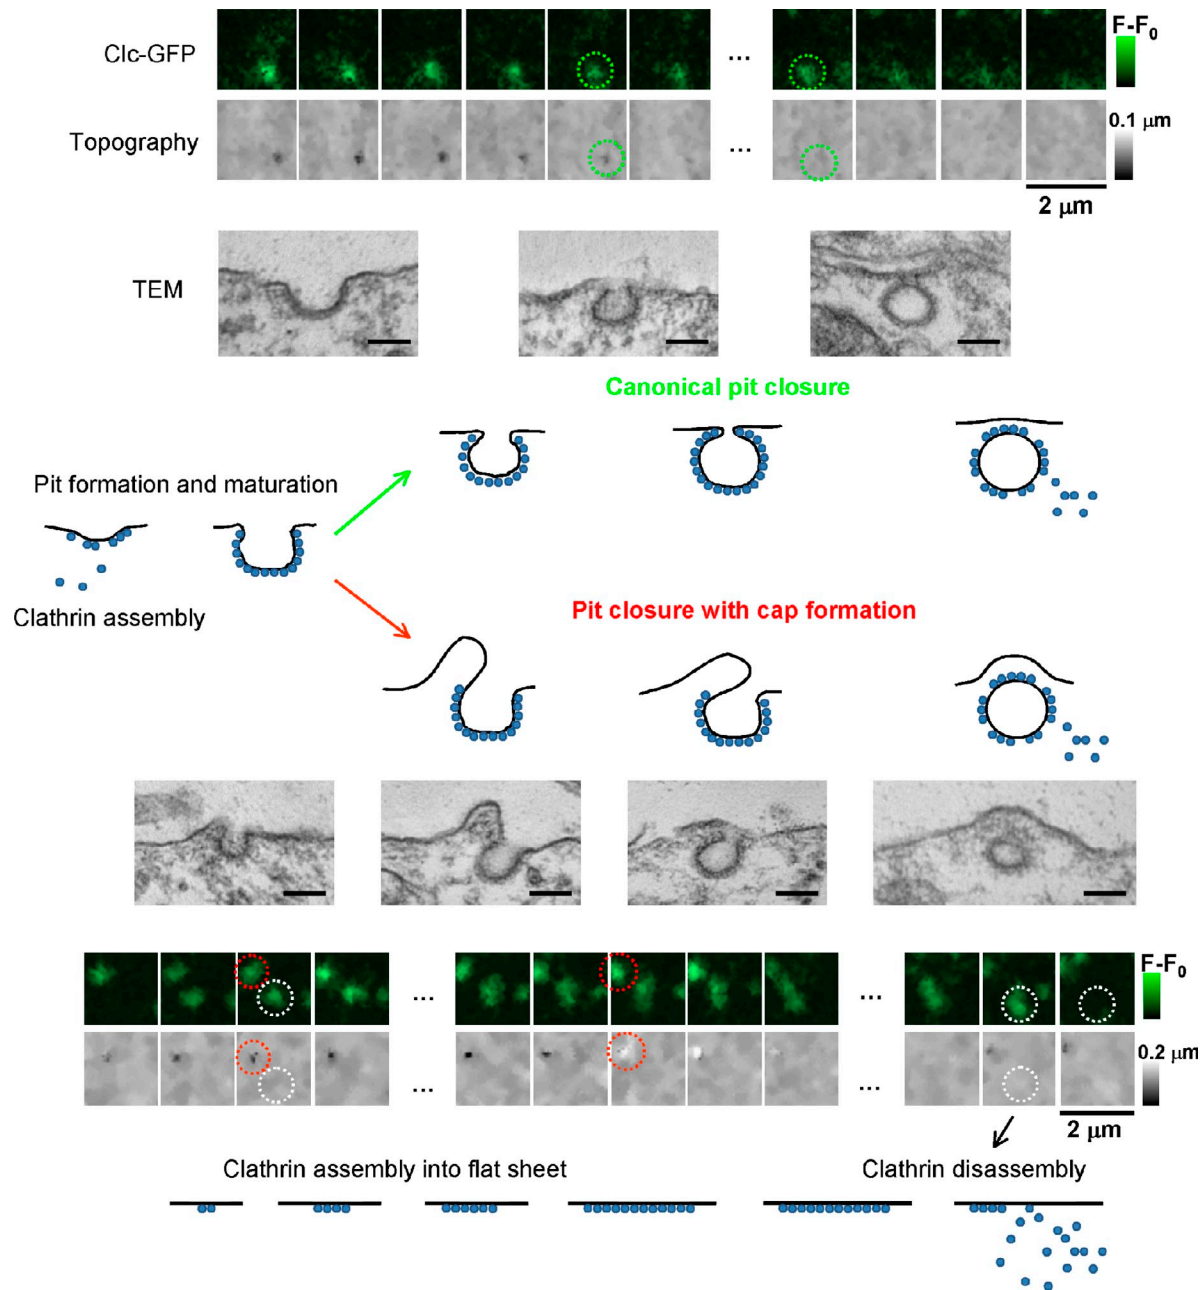 Clc-GFP
F-F0
...
...
Topography
0.1 μm
2 μm
TEM
Canonical pit closure
Pit formation and maturation
Clathrin assembly
Pit closure with cap formation
F-F0
...
...
0.2 μm
...
...
2 μm
Clathrin assembly into flat sheet
Clathrin disassembly